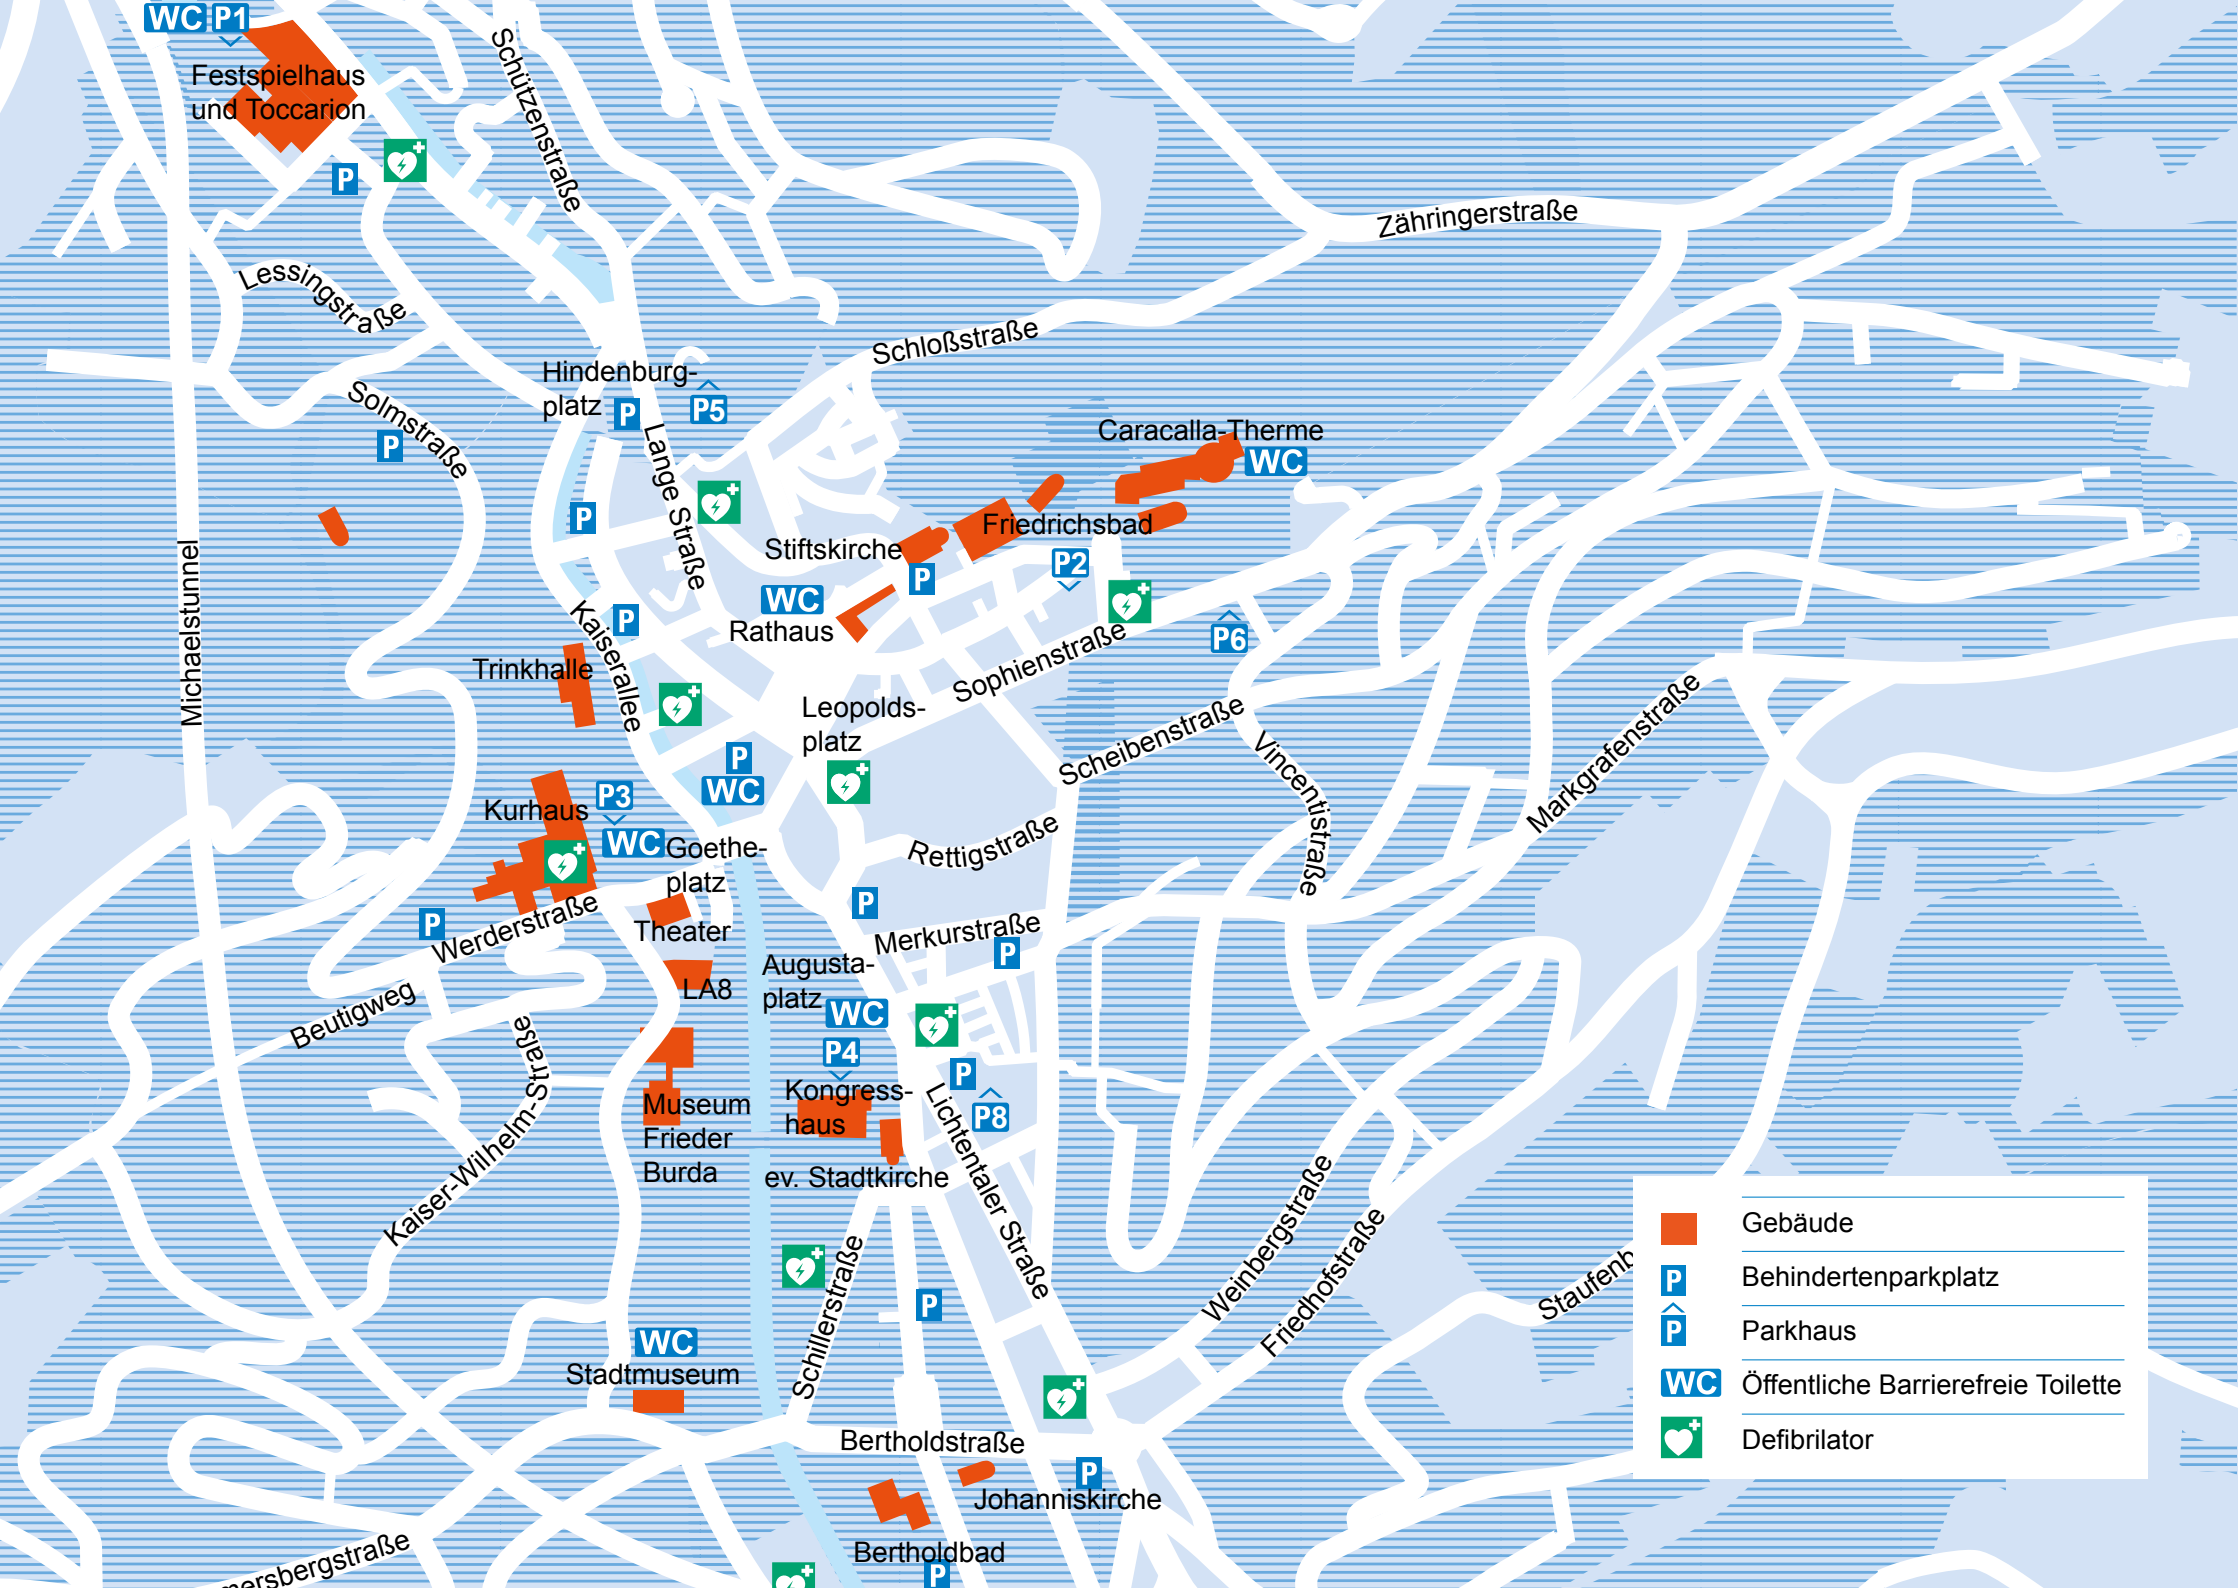 WC P1
Festspielhaus
und Toccarion
P
Schützenstraße
Zähringerstraße
Lessingstraße
Schloßstraße
Hindenburg-
platz
P
P5
Solmstraße
P
Lange Straße
Caracalla-Therme
WC
P
Friedrichsbad
Stiftskirche
P
P2
Michaelstunnel
WC
Rathaus
Kaiserallee
P
P6
Trinkhalle
Sophienstraße
Leopolds-
platz
Scheibenstraße
Vincentistraße
Markgrafenstraße
P
WC
Kurhaus
P3
WC
Goethe-
platz
Rettigstraße
P
P
Werderstraße
Theater
Merkurstraße
P
LA8
Augusta-
platz
WC
P4
Beutigweg
Kaiser-Wilhelm-Straße
Museum
Frieder
Burda
Kongress-
haus
P
P8
Lichtentaler Straße
ev. Stadtkirche
Weinbergstraße
Friedhofstraße
Schillerstraße
P
Staufenb
WC
Stadtmuseum
Bertholdstraße
P
Johanniskirche
Bertholdbad
P
mersbergstraße
Gebäude
P
Behindertenparkplatz
P
Parkhaus
WC
Öffentliche Barrierefreie Toilette
Defibrilator